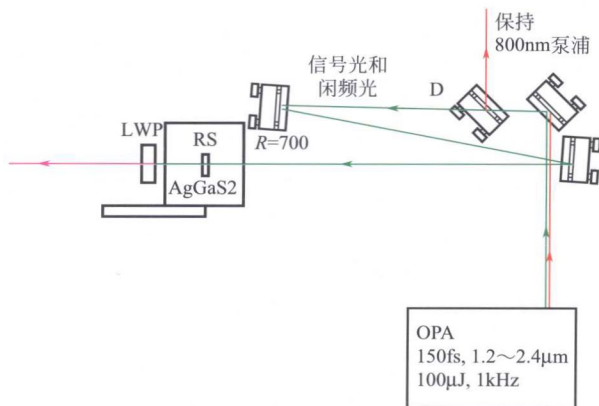 保持
800nm泵浦
信号光和
闲频光
D
LWP
RS
AgGaS2
R=700
OPA
150fs, 1.2～2.4μm
100μJ, 1kHz